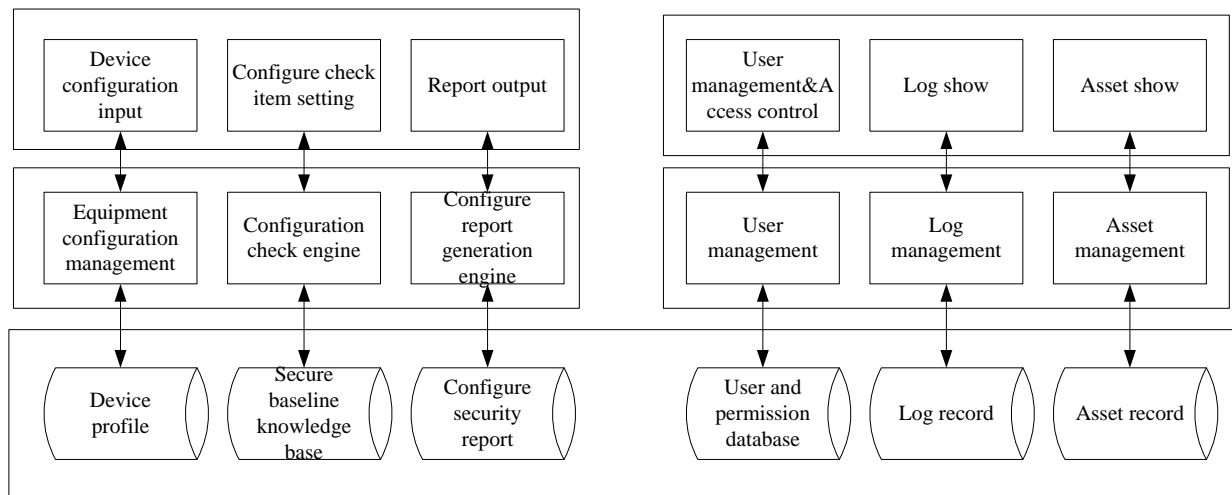 Device
configuration
input
Configure check
item setting
Report output
User
management&A
ccess control
Log show
Asset show
Equipment
configuration
management
Configuration
check engine
Configure
report
generation
engine
User
management
Log
management
Asset
management
Device
profile
Secure
baseline
knowledge
base
Configure
security
report
User and
permission
database
Log record
Asset record